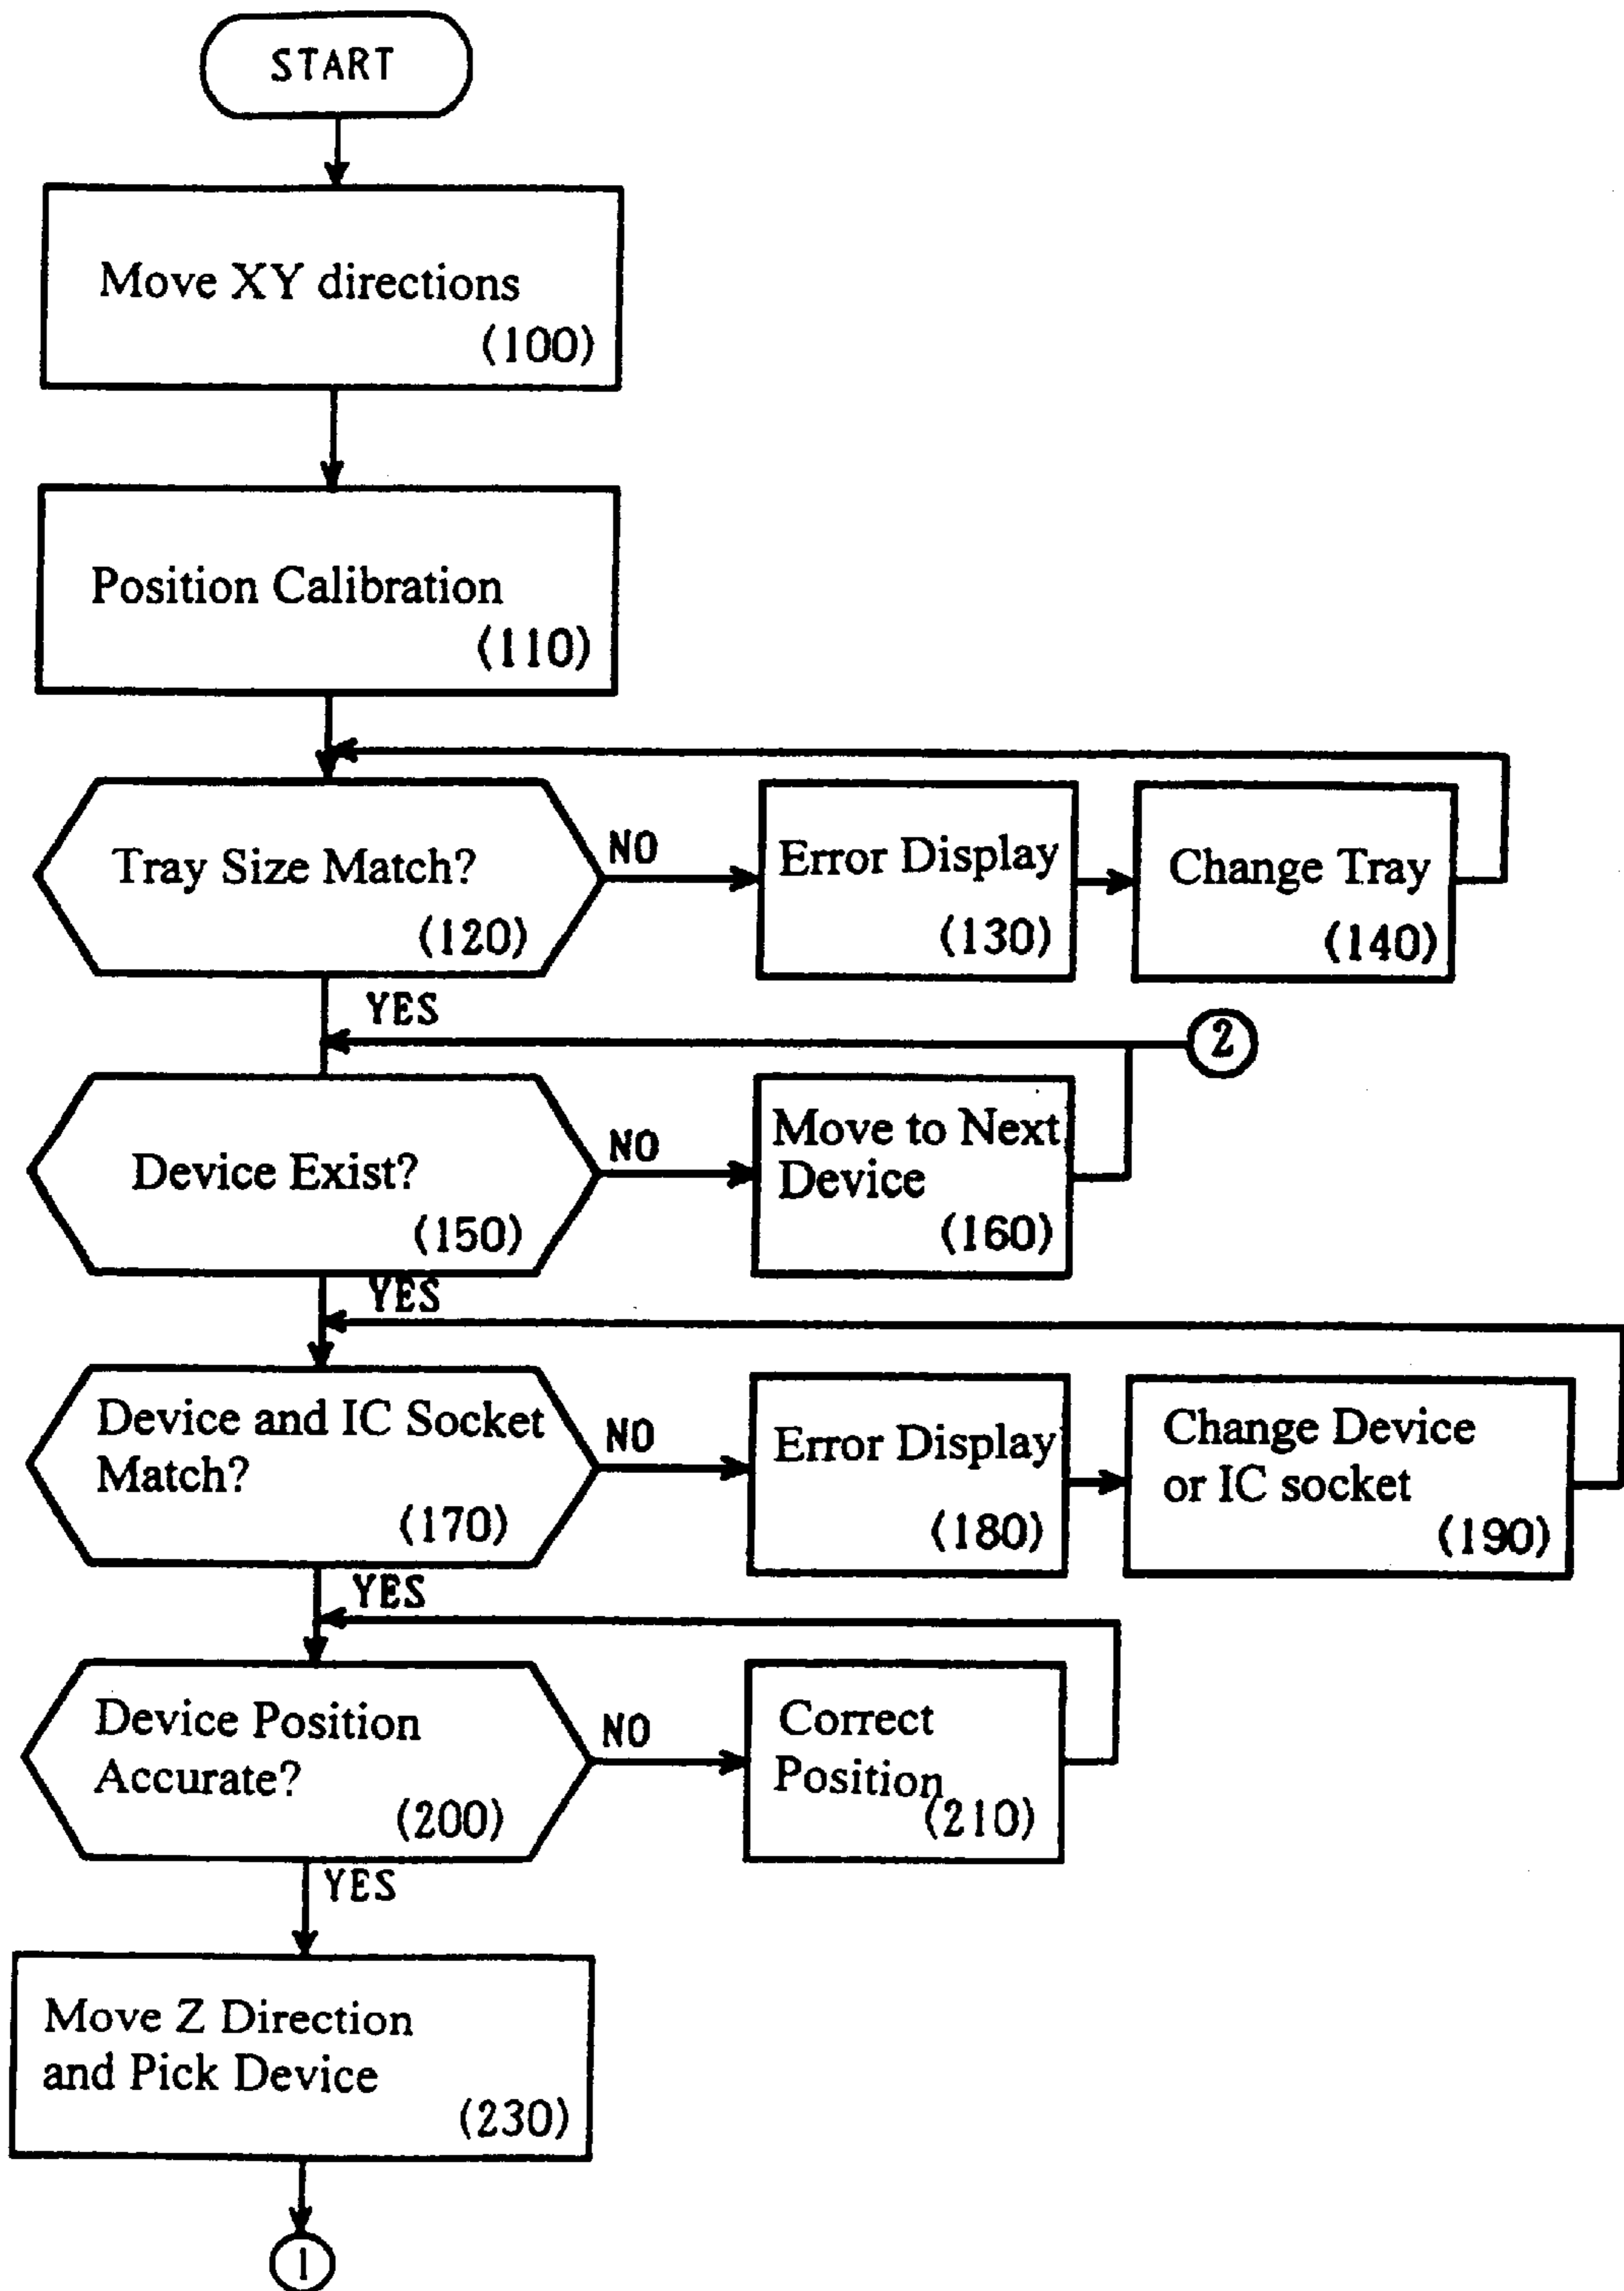 START
Move XY directions
(100)
Position Calibration
(110)
Tray Size Match?
(120)
NO
Error Display
(130)
Change Tray
(140)
YES
2
Device Exist?
(150)
NO
Move to Next
Device
(160)
YES
Device and IC Socket
Match?
(170)
NO
Error Display
(180)
Change Device
or IC socket
(190)
YES
Device Position
Accurate?
(200)
NO
Correct
Position
(210)
YES
Move Z Direction
and Pick Device
(230)
1